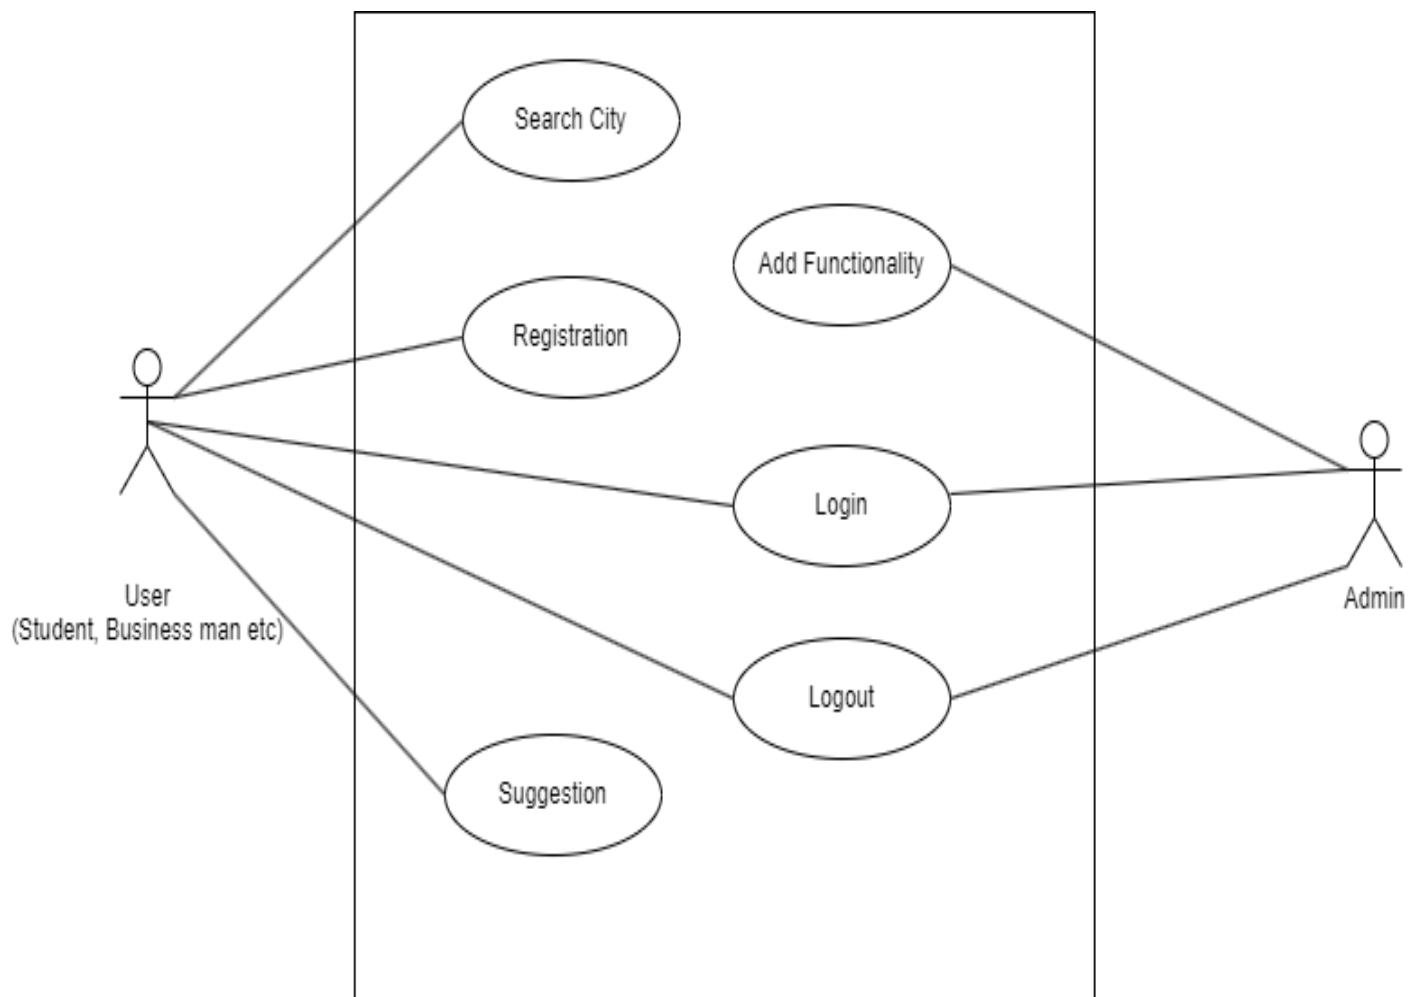 Search City
Add Functionality
Registration
Login
User
(Student, Business man etc)
Admin
Logout
Suggestion